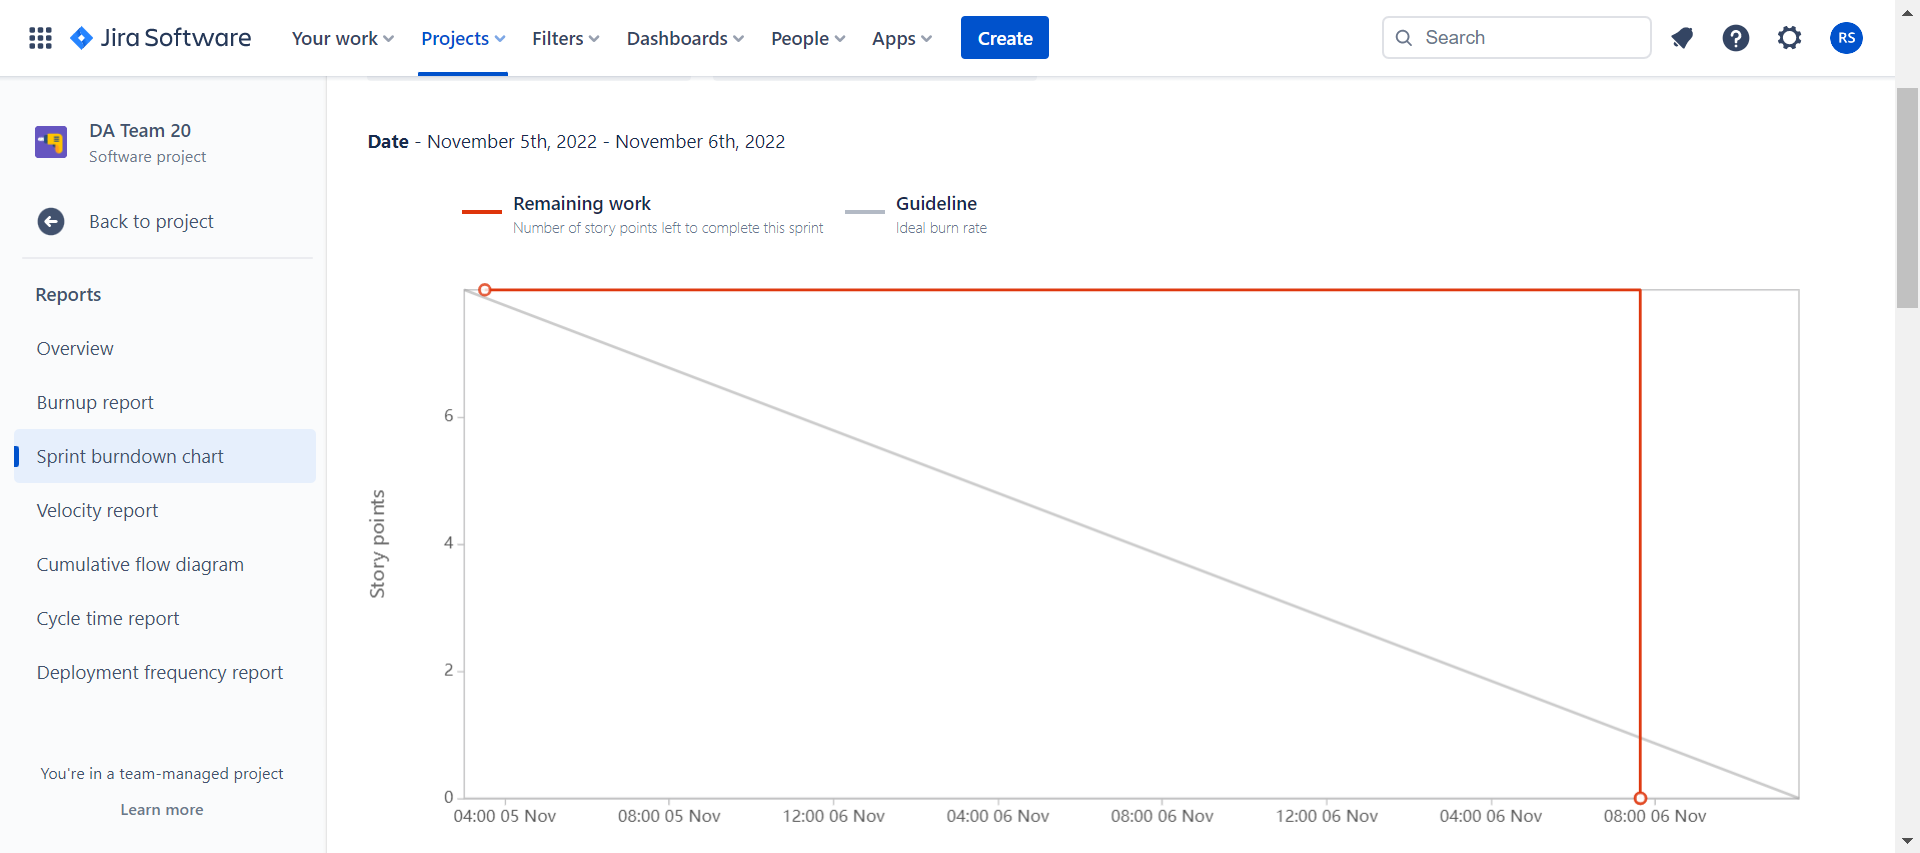 Jira Software
Your work
Projects
Filters
Dashboards
People
Apps
Create
Search
RS
DA Team 20
Software project
Back to project
Reports
Overview
Burnup report
Sprint burndown chart
Velocity report
Cumulative flow diagram
Cycle time report
Deployment frequency report
You're in a team-managed project
Learn more
Date - November 5th, 2022 - November 6th, 2022
Remaining work
Number of story points left to complete this sprint
Guideline
Ideal burn rate
Story points
6
4
2
0
04:00 05 Nov
08:00 05 Nov
12:00 06 Nov
04:00 06 Nov
08:00 06 Nov
12:00 06 Nov
04:00 06 Nov
08:00 06 Nov